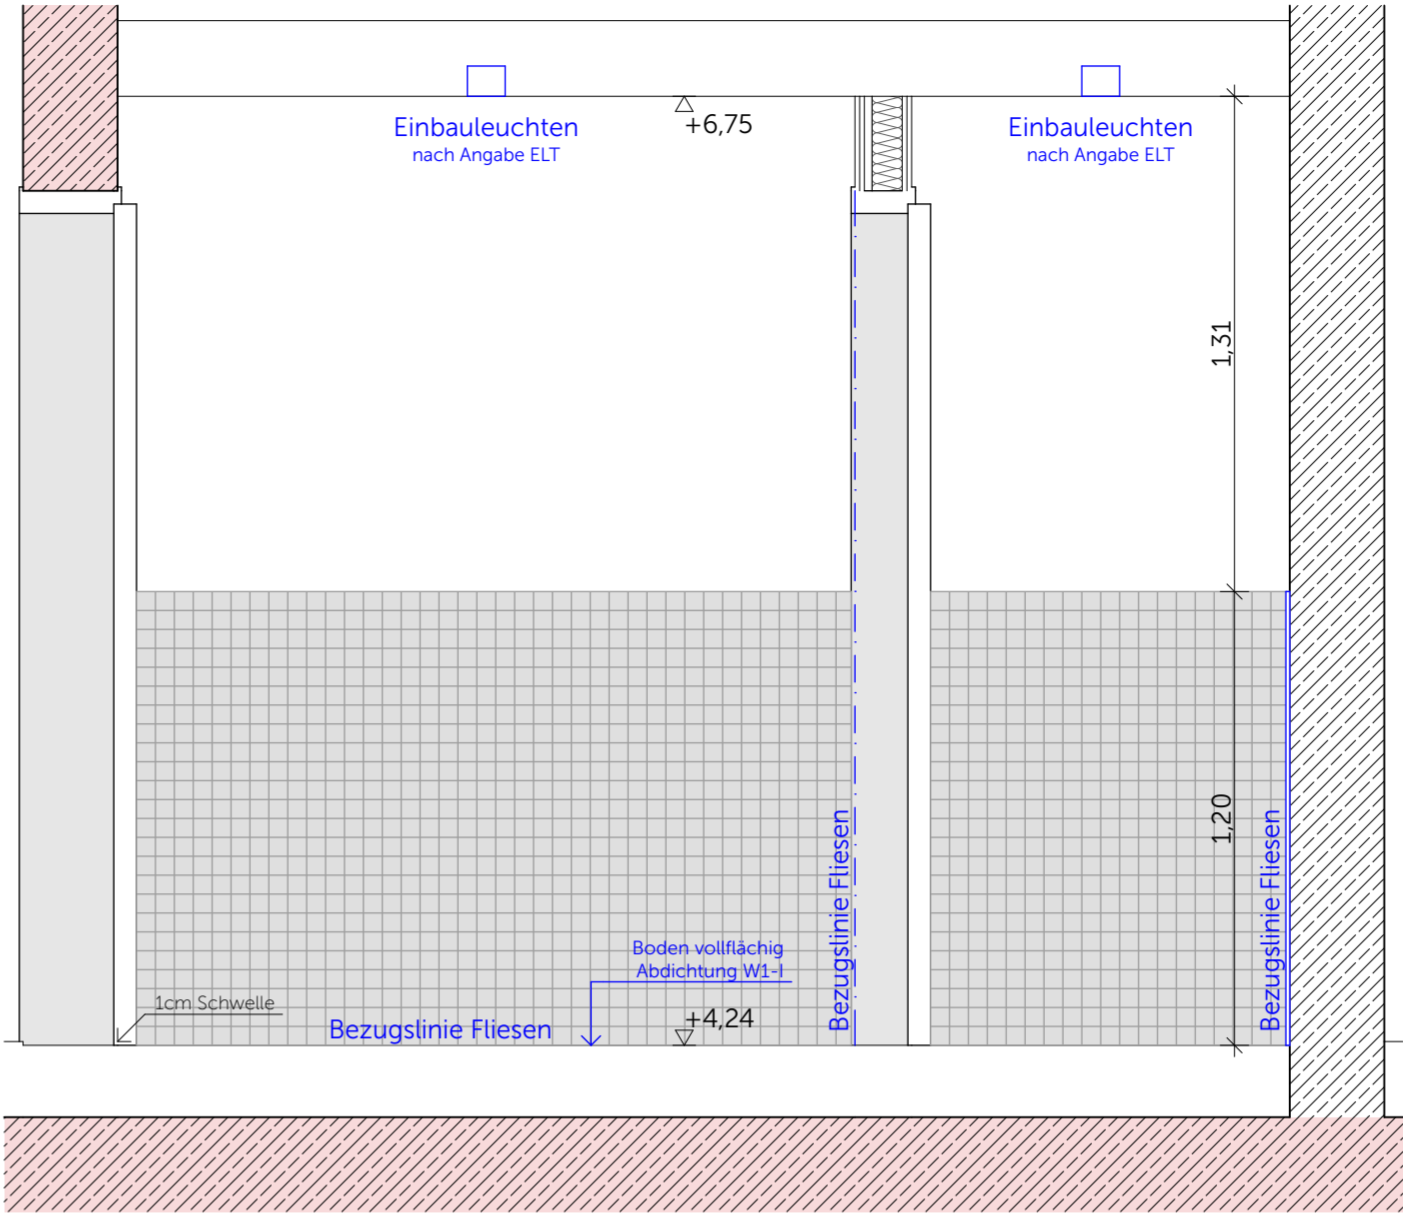 Einbauleuchten
nach Angabe ELT
+6,75
Einbauleuchten
nach Angabe ELT
1,31
1,20
Bezugslinie Fliesen
Bezugslinie Fliesen
Boden vollflächig
Abdichtung W1-I
1cm Schwelle
Bezugslinie Fliesen
+4,24